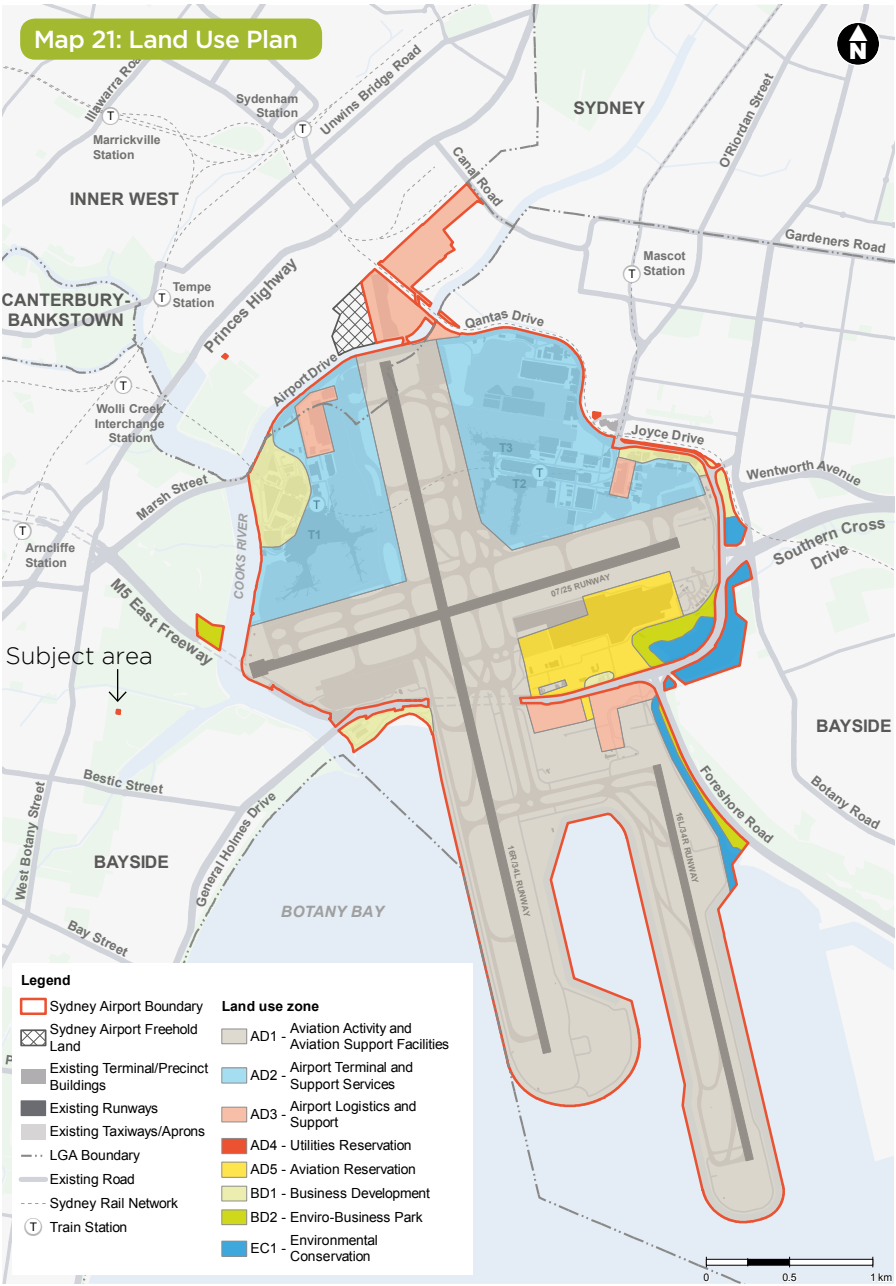 Map 21: Land Use Plan
N
Illawarra Roa
Sydenham
Station
Unwins Bridge Road
T
T
Marrickville
Station
SYDNEY
O'Riordan Street
Canal Road
INNER WEST
Gardeners Road
Mascot
Station
T
CANTERBURY-
BANKSTOWN
T
Tempe
Station
Princes Highway
Qantas Drive
Airport Drive
T
Wolli Creek
Interchange
Station
Joyce Drive
T3
T
T2
Wentworth Avenue
Marsh Street
T
T1
Southern Cross
Drive
T
Arncliffe
Station
COOKS RIVER
M5 East Freeway
07/25 RUNWAY
Subject area
BAYSIDE
Bestic Street
Foreshore Road
Botany Road
West Botany Street
General Holmes Drive
BAYSIDE
16R/34L RUNWAY
16L/34R RUNWAY
BOTANY BAY
Bay Street
P
Legend
Sydney Airport Boundary
Sydney Airport Freehold
Land
Existing Terminal/Precinct
Buildings
Existing Runways
Existing Taxiways/Aprons
LGA Boundary
Existing Road
Sydney Rail Network
T Train Station
Land use zone
AD1 - Aviation Activity and
Aviation Support Facilities
AD2 - Airport Terminal and
Support Services
AD3 - Airport Logistics and
Support
AD4 - Utilities Reservation
AD5 - Aviation Reservation
BD1 - Business Development
BD2 - Enviro-Business Park
EC1 - Environmental
Conservation
0 0.5 1 km